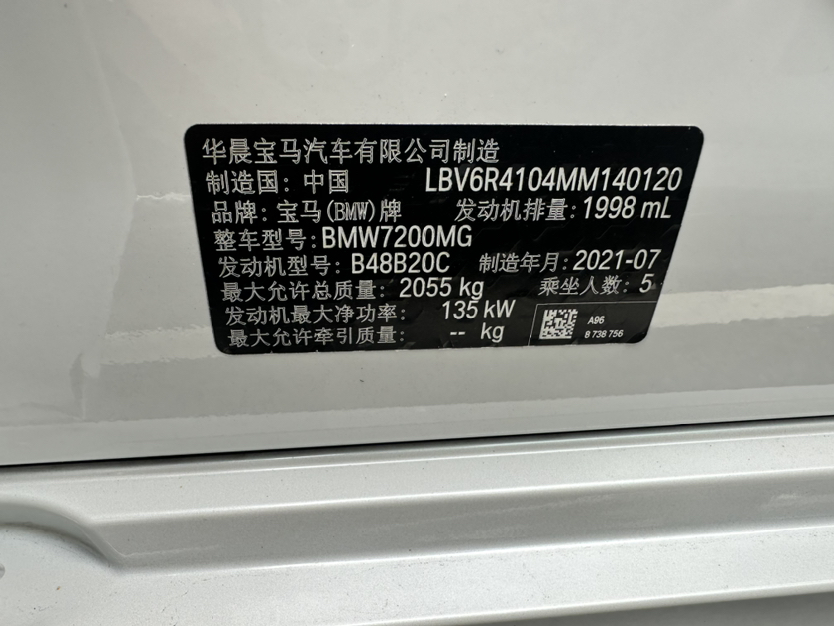 华晨宝马汽车有限公司制造
制造国：中国 LBV6R4104MM140120
品牌：宝马(BMW)牌 发动机排量：1998 mL
整车型号：BMW7200MG
发动机型号：B48B20C 制造年月：2021-07
最大允许总质量：2055 kg 乘坐人数：5
发动机最大净功率：135 kW
最大允许牵引质量：-- kg
A96
8 738 756